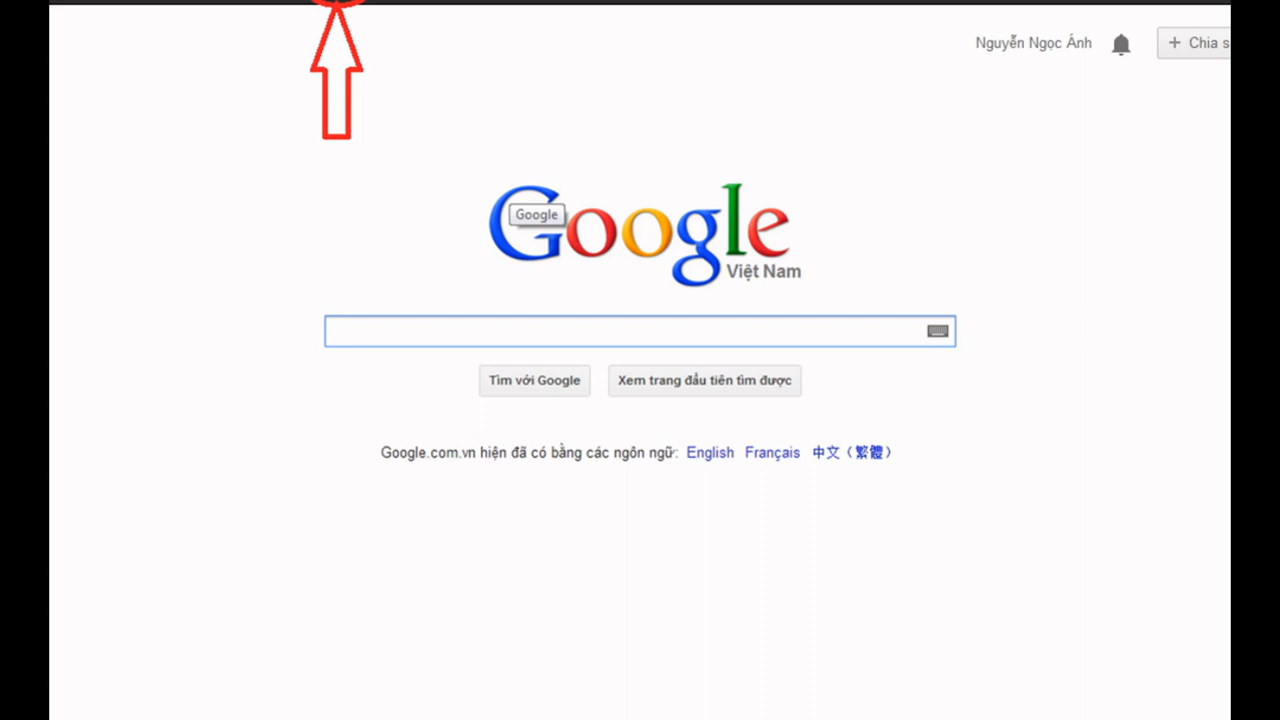 Nguyễn Ngọc Ánh
+ Chia s
Google
Google
Việt Nam
Tìm với Google
Xem trang đầu tiên tìm được
Google.com.vn hiện đã có bằng các ngôn ngữ: English Français 中文（繁體）